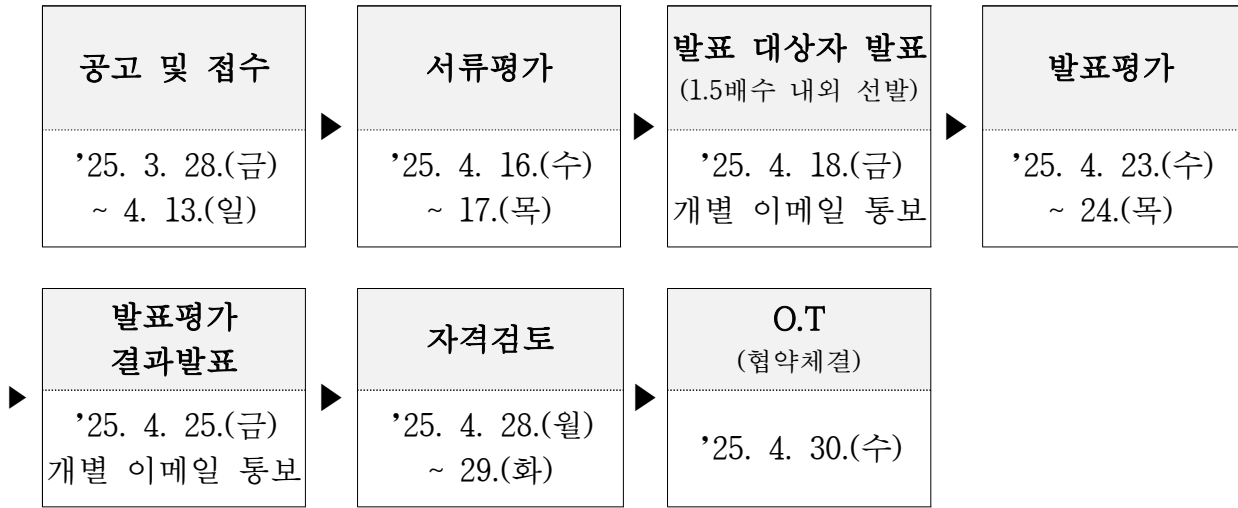 공고 및 접수
’25. 3. 28.(금)
~ 4. 13.(일)
▶
서류평가
’25. 4. 16.(수)
~ 17.(목)
▶
발표 대상자 발표
(1.5배수 내외 선발)
’25. 4. 18.(금)
개별 이메일 통보
▶
발표평가
’25. 4. 23.(수)
~ 24.(목)
▶
발표평가
결과발표
’25. 4. 25.(금)
개별 이메일 통보
▶
자격검토
’25. 4. 28.(월)
~ 29.(화)
▶
O.T
(협약체결)
’25. 4. 30.(수)